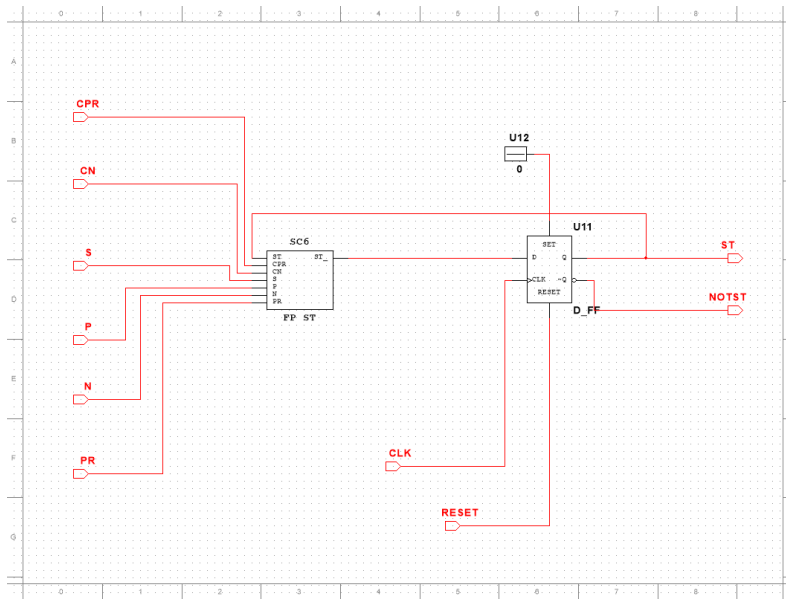 0 1 2 3 4 5 6 7 8
A
CPR
B
U12
0
CN
C
U11
SC6
SET
S
ST ST_
D Q
ST
CPR
CN
S
CLK ~Q
P
RESET
N
PR
D
NOTST
FP ST
D_FF
P
E
N
F
CLK
PR
RESET
G
0 1 2 3 4 5 6 7 8